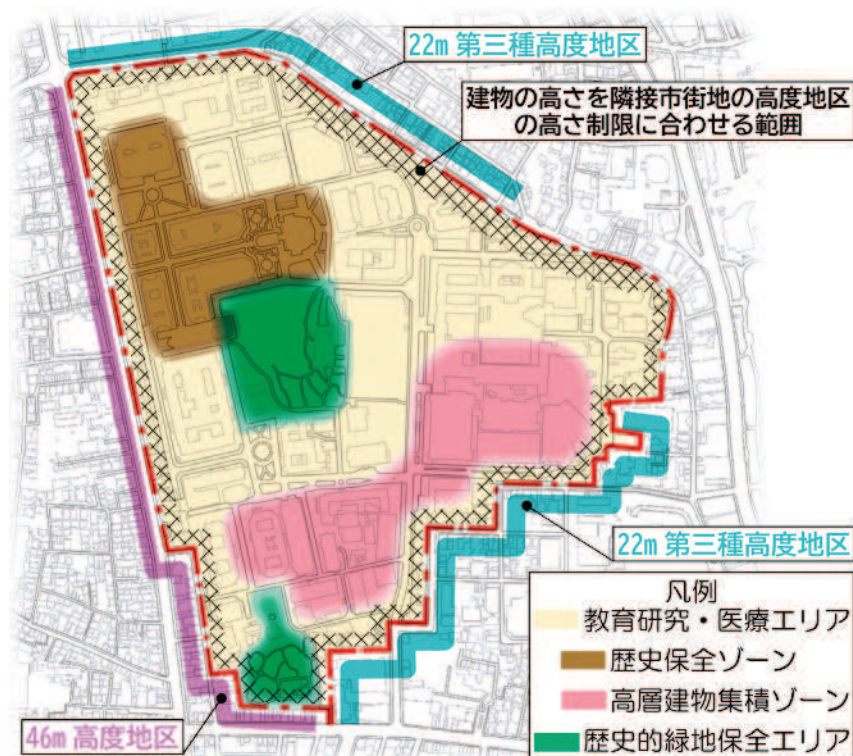 22m 第三種高度地区
建物の高さを隣接市街地の高度地区
の高さ制限に合わせる範囲
22m 第三種高度地区
凡例
教育研究・医療エリア
歴史保全ゾーン
高層建物集積ゾーン
歴史的緑地保全エリア
46m 高度地区